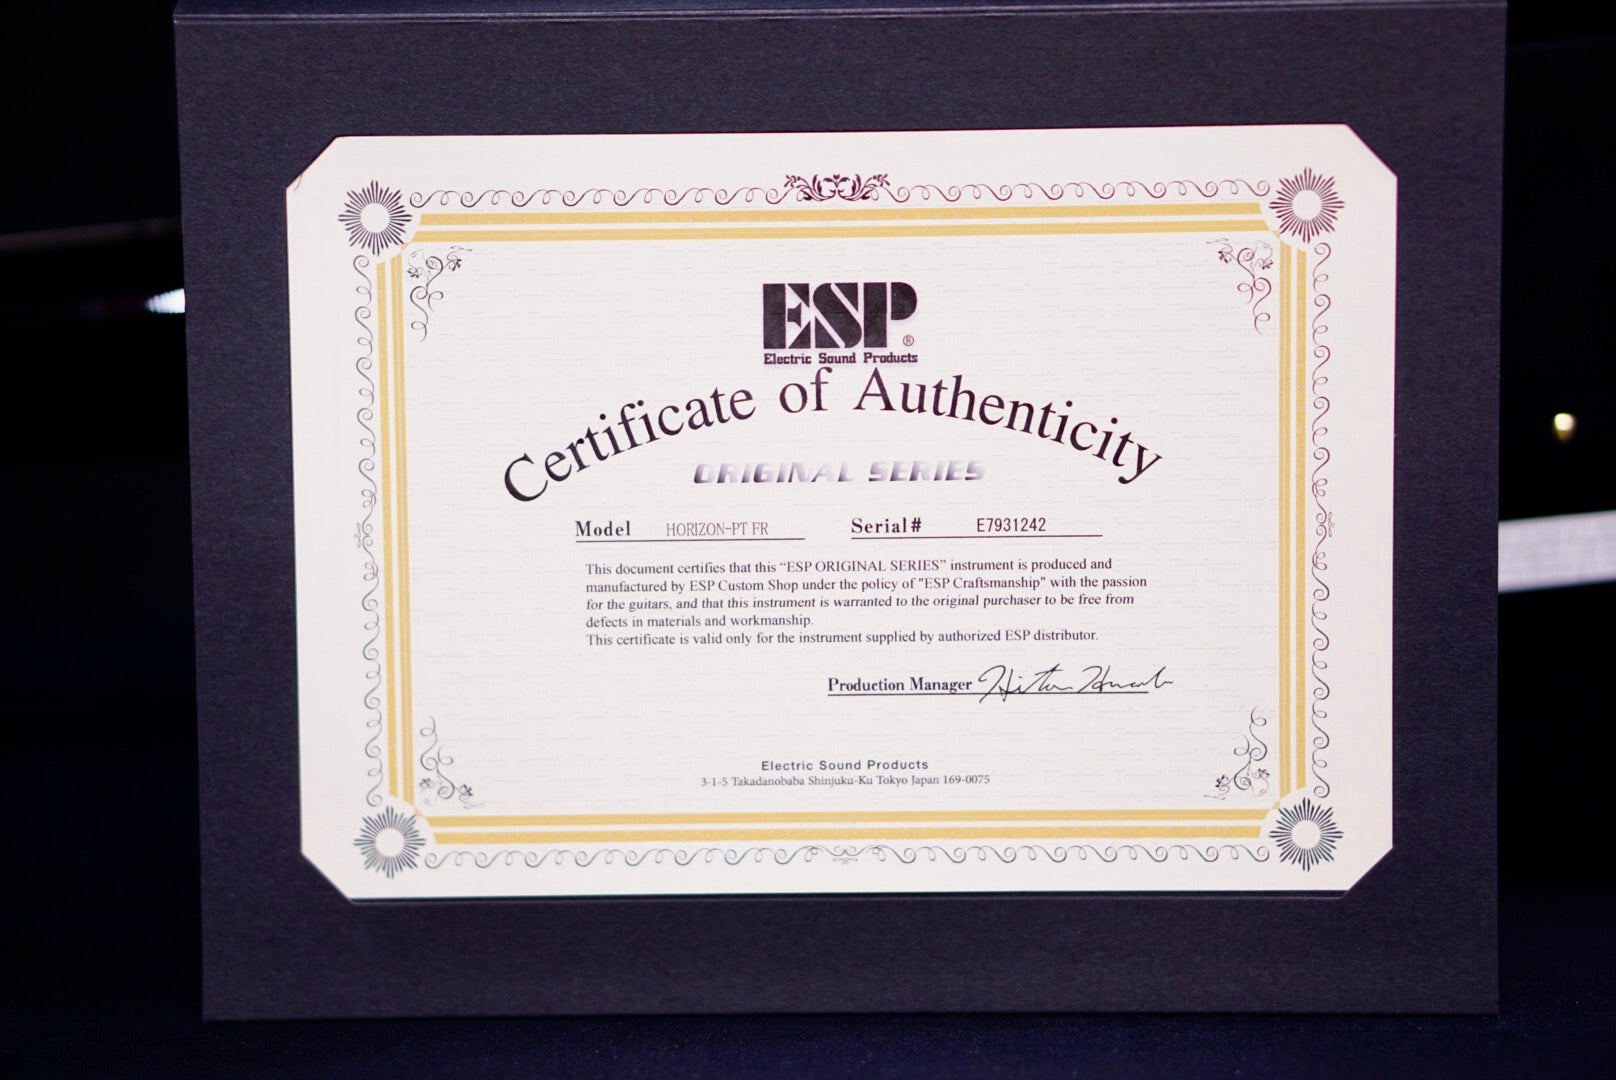 ESP®
Electric Sound Products
Certificate of Authenticity
ORIGINAL SERIES
Model HORIZON-PT FR Serial# E7931242
This document certifies that this “ESP ORIGINAL SERIES” instrument is produced and
manufactured by ESP Custom Shop under the policy of "ESP Craftsmanship" with the passion
for the guitars, and that this instrument is warranted to the original purchaser to be free from
defects in materials and workmanship.
This certificate is valid only for the instrument supplied by authorized ESP distributor.
Production Manager
Electric Sound Products
3-1-5 Takadanobaba Shinjuku-Ku Tokyo Japan 169-0075